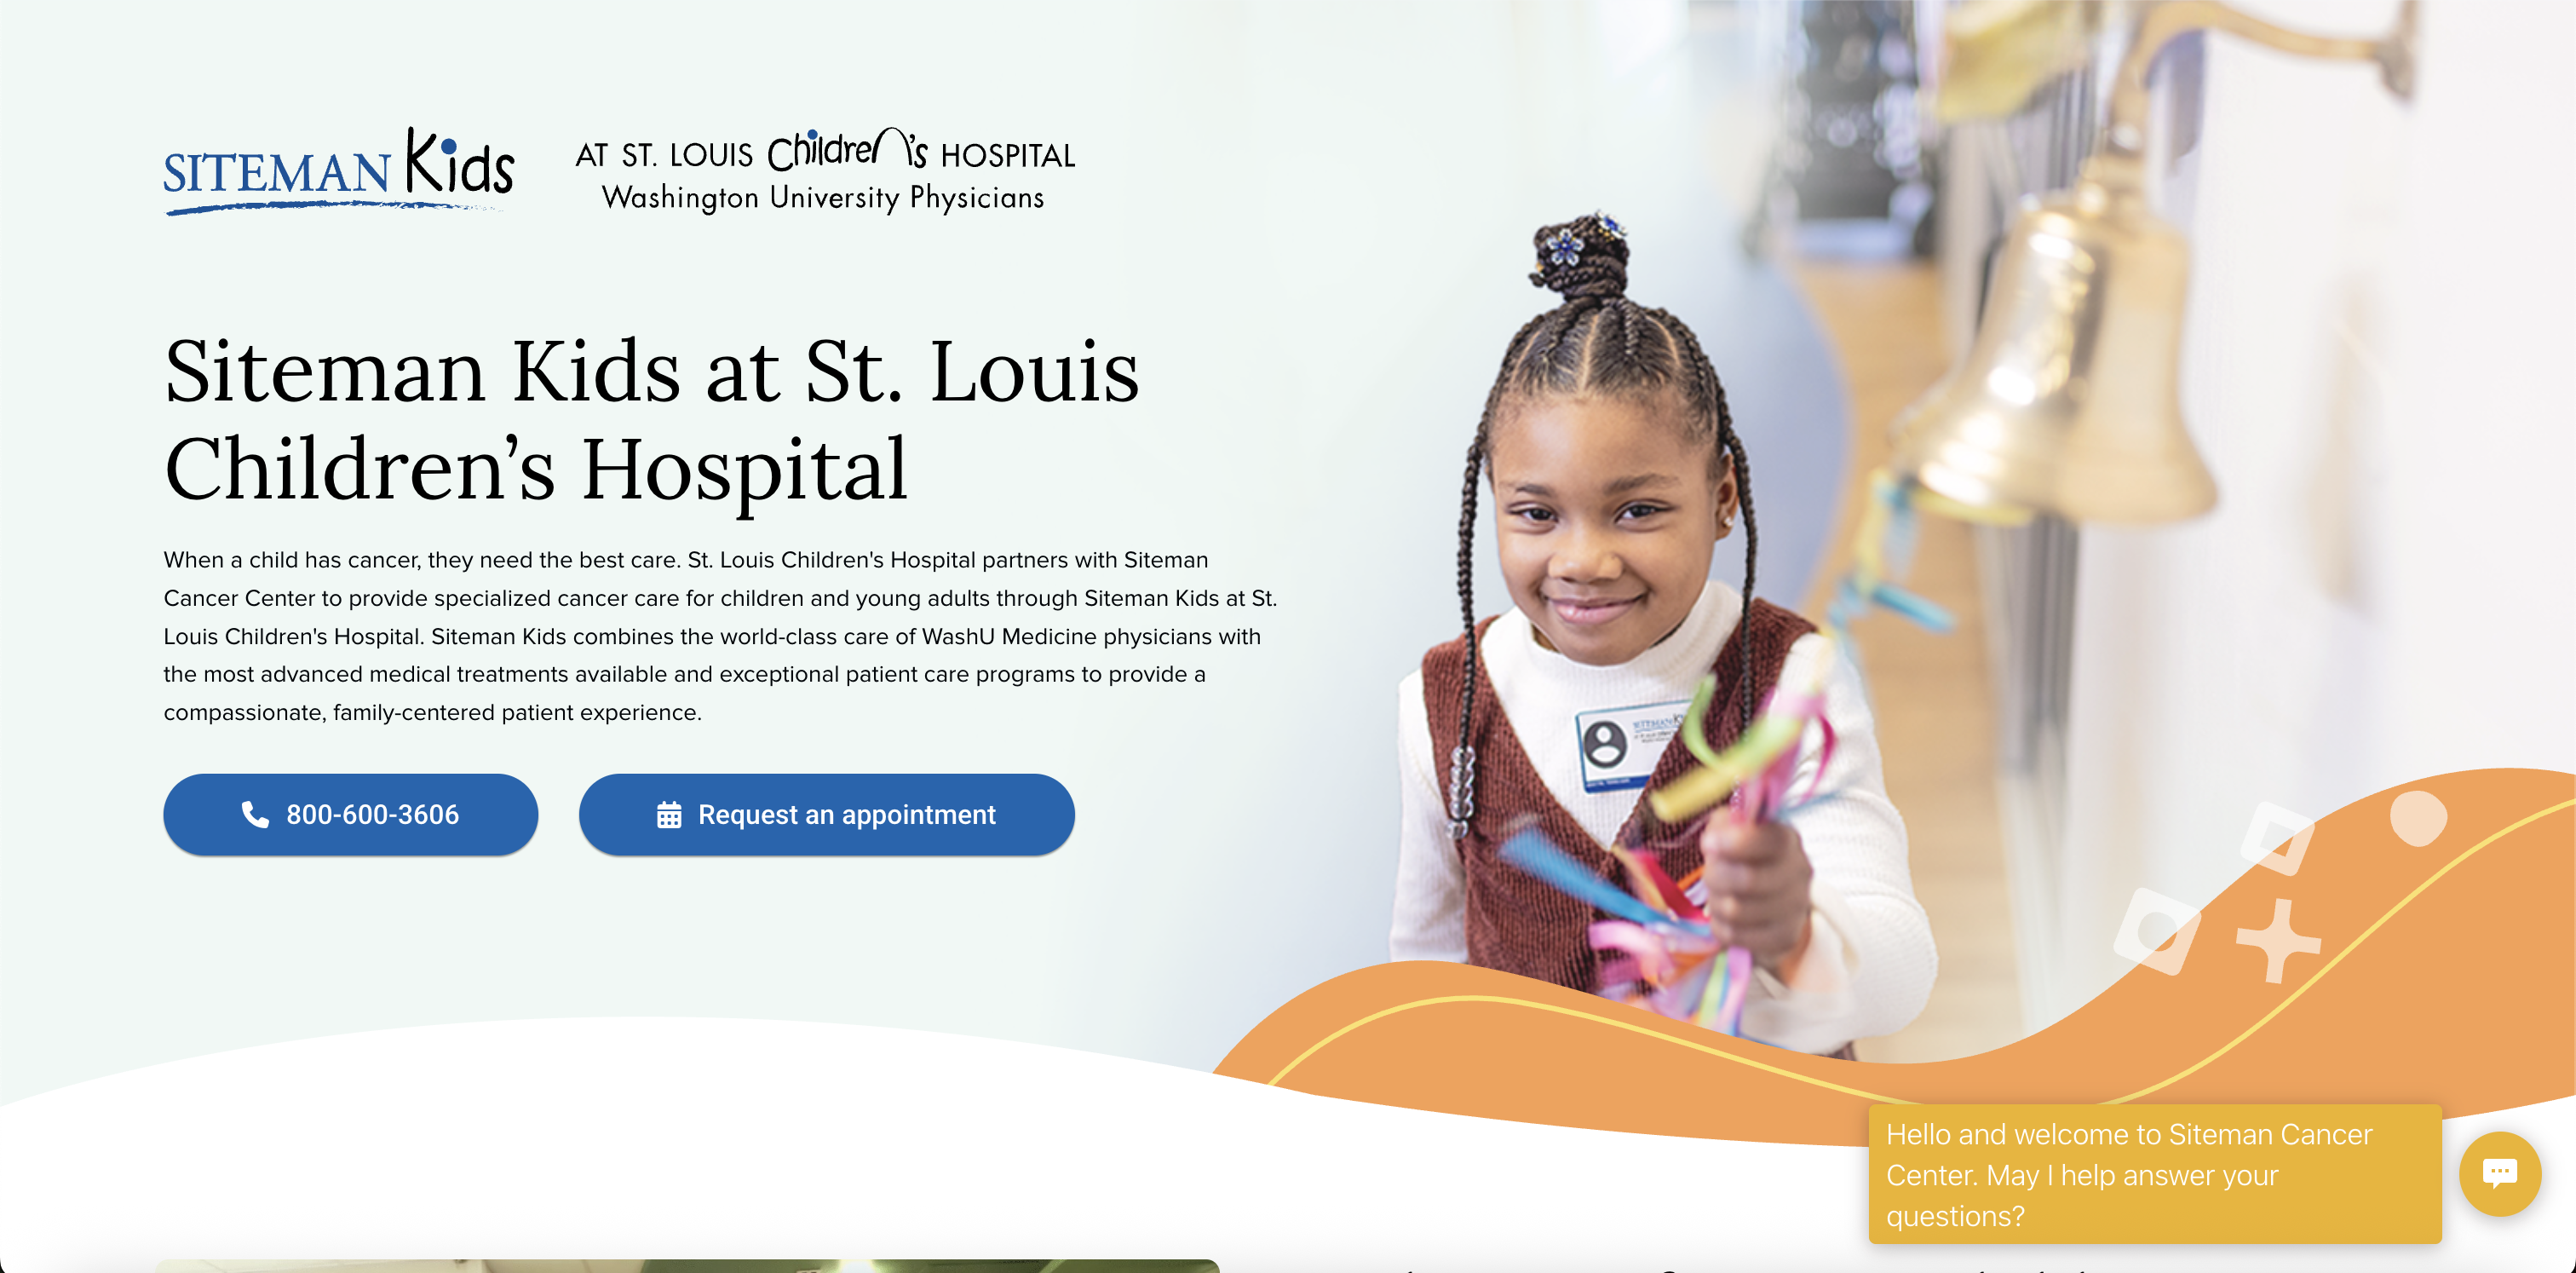 SITEMAN Kids
AT ST. LOUIS Children's HOSPITAL
Washington University Physicians
Siteman Kids at St. Louis
Children’s Hospital
When a child has cancer, they need the best care. St. Louis Children's Hospital partners with Siteman
Cancer Center to provide specialized cancer care for children and young adults through Siteman Kids at St.
Louis Children's Hospital. Siteman Kids combines the world-class care of WashU Medicine physicians with
the most advanced medical treatments available and exceptional patient care programs to provide a
compassionate, family-centered patient experience.
800-600-3606
Request an appointment
SITEMAN
Hello and welcome to Siteman Cancer
Center. May I help answer your
questions?